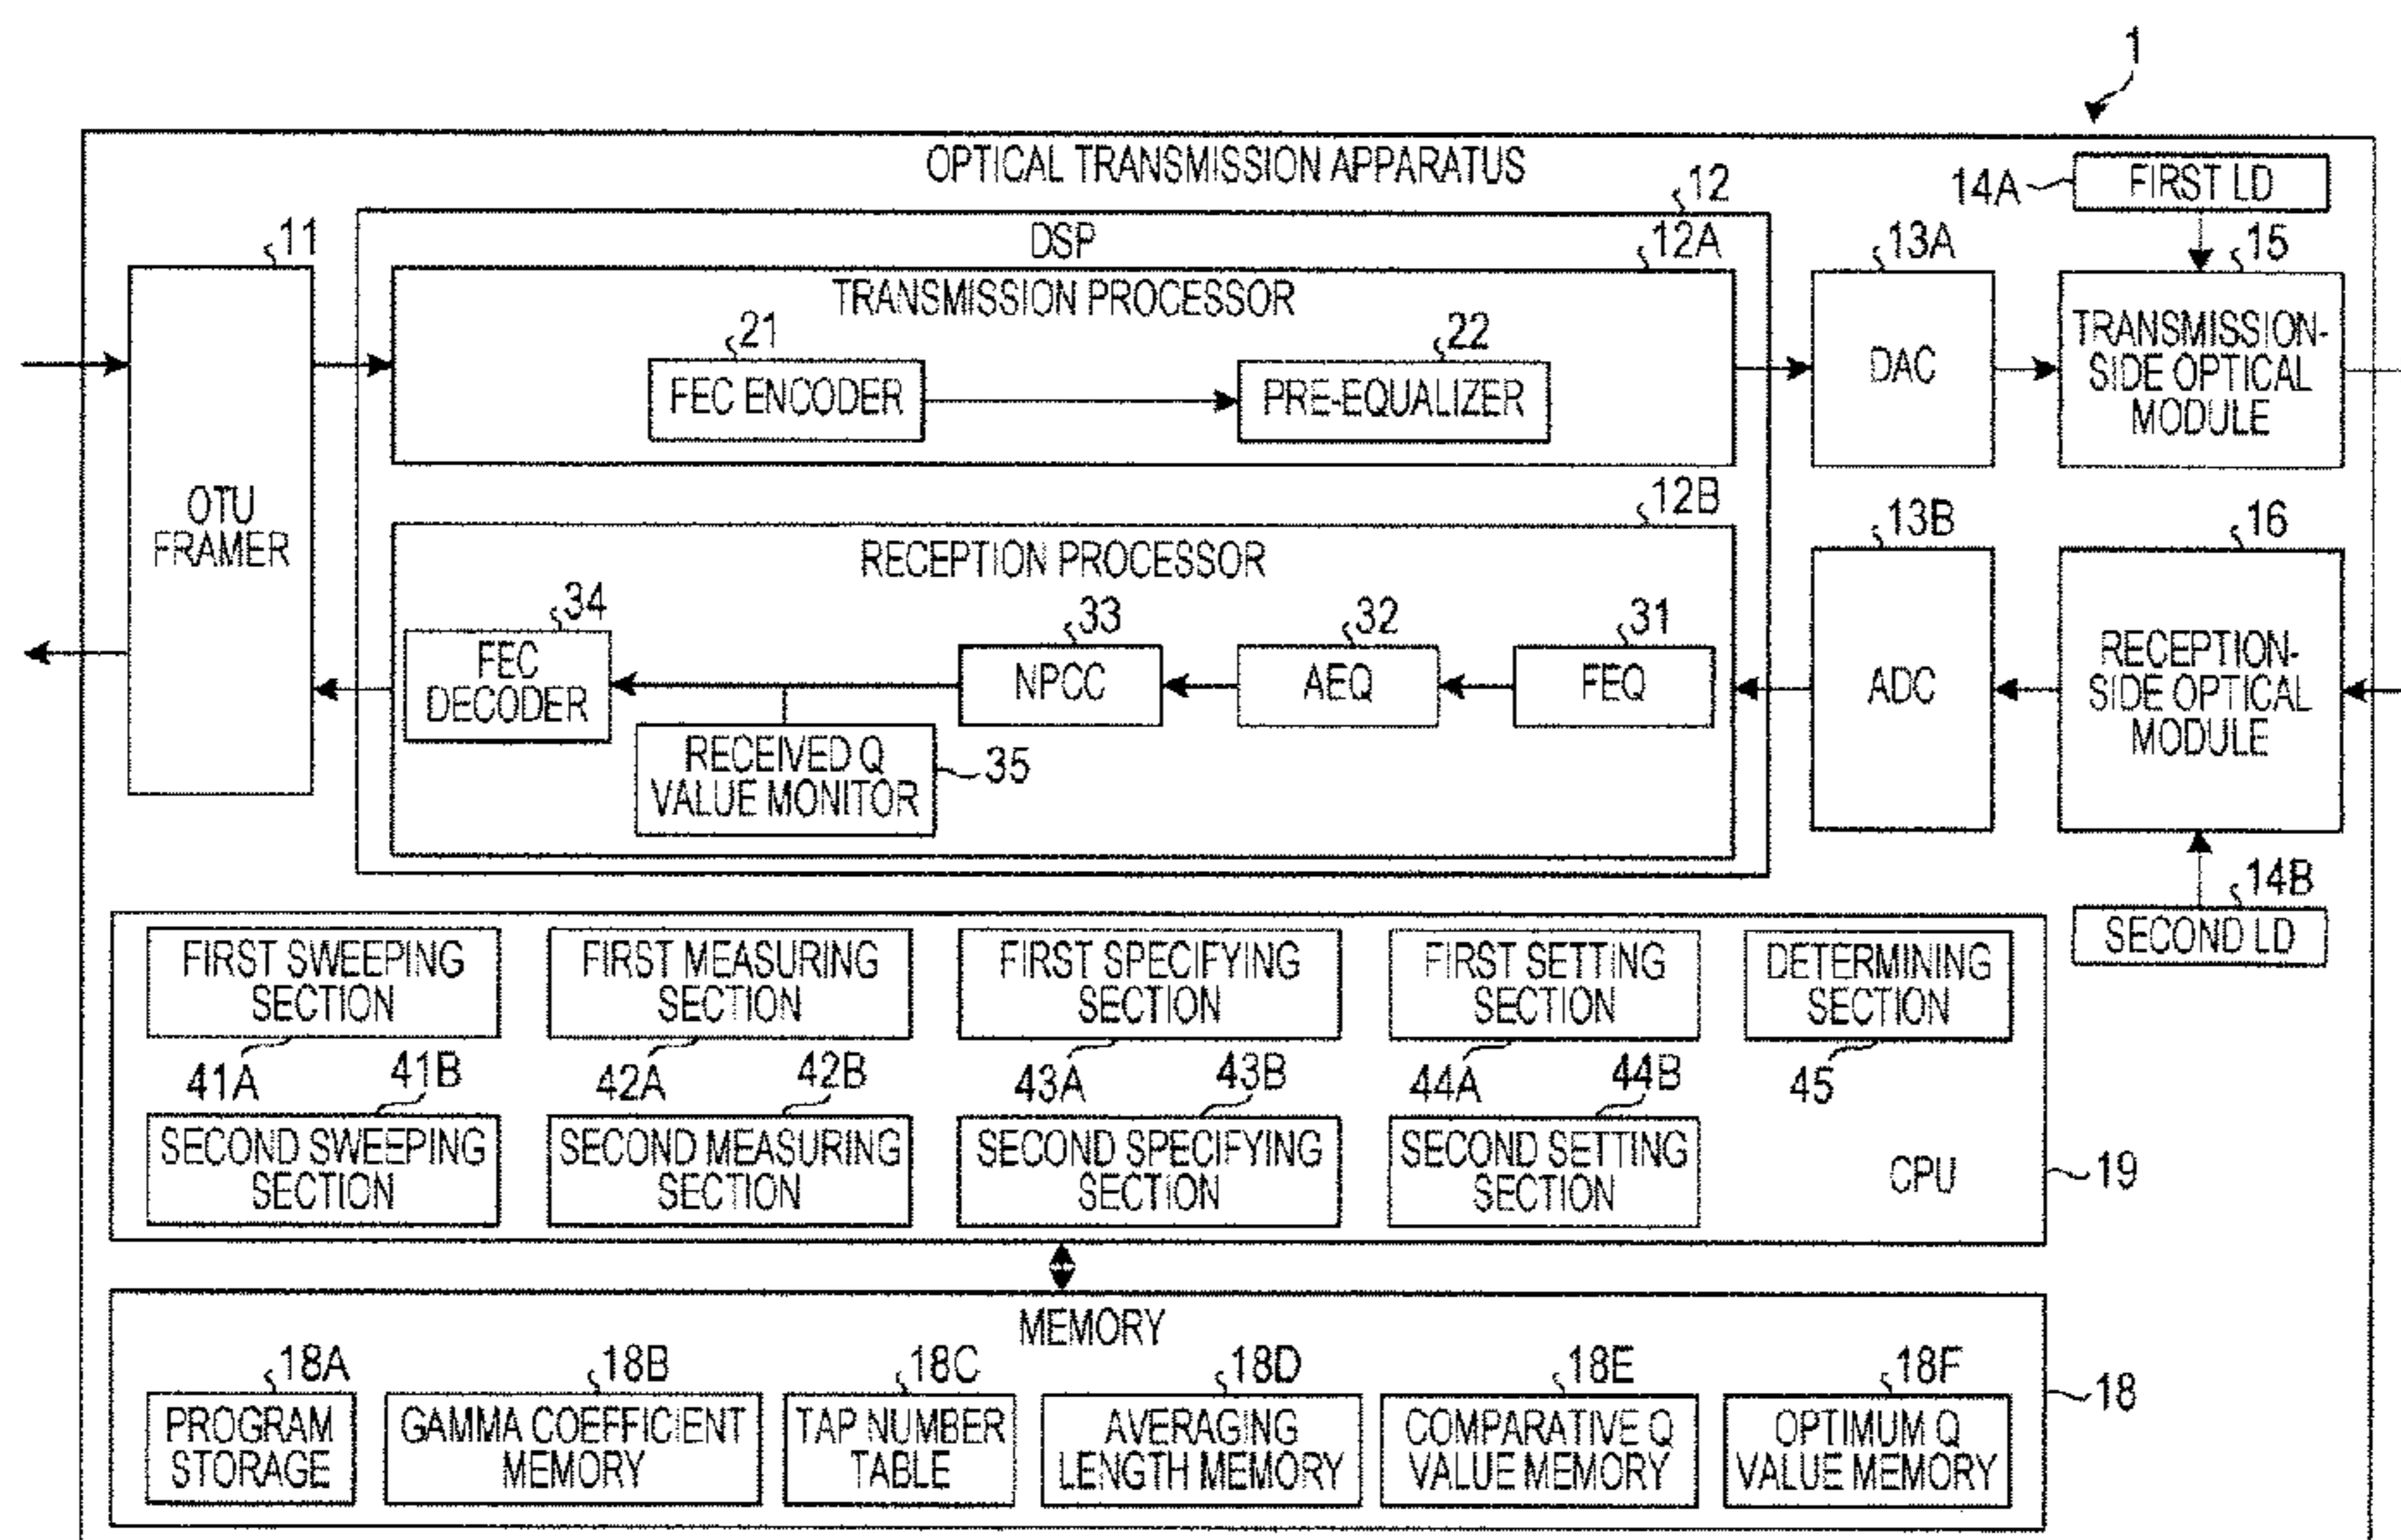 1
OPTICAL TRANSMISSION APPARATUS
14A
FIRST LD
12
DSP
11
12A
13A
15
TRANSMISSION PROCESSOR
21
FEC ENCODER
22
PRE-EQUALIZER
DAC
TRANSMISSION-
SIDE OPTICAL
MODULE
OTU
FRAMER
12B
13B
16
RECEPTION PROCESSOR
34
FEC
DECODER
33
NPCC
32
AEQ
31
FEQ
ADC
RECEPTION-
SIDE OPTICAL
MODULE
RECEIVED Q
VALUE MONITOR
35
14B
SECOND LD
FIRST SWEEPING
SECTION
FIRST MEASURING
SECTION
FIRST SPECIFYING
SECTION
FIRST SETTING
SECTION
DETERMINING
SECTION
41A
41B
42A
42B
43A
43B
44A
44B
45
SECOND SWEEPING
SECTION
SECOND MEASURING
SECTION
SECOND SPECIFYING
SECTION
SECOND SETTING
SECTION
CPU
19
MEMORY
18A
18B
18C
18D
18E
18F
18
PROGRAM
STORAGE
GAMMA COEFFICIENT
MEMORY
TAP NUMBER
TABLE
AVERAGING
LENGTH MEMORY
COMPARATIVE Q
VALUE MEMORY
OPTIMUM Q
VALUE MEMORY